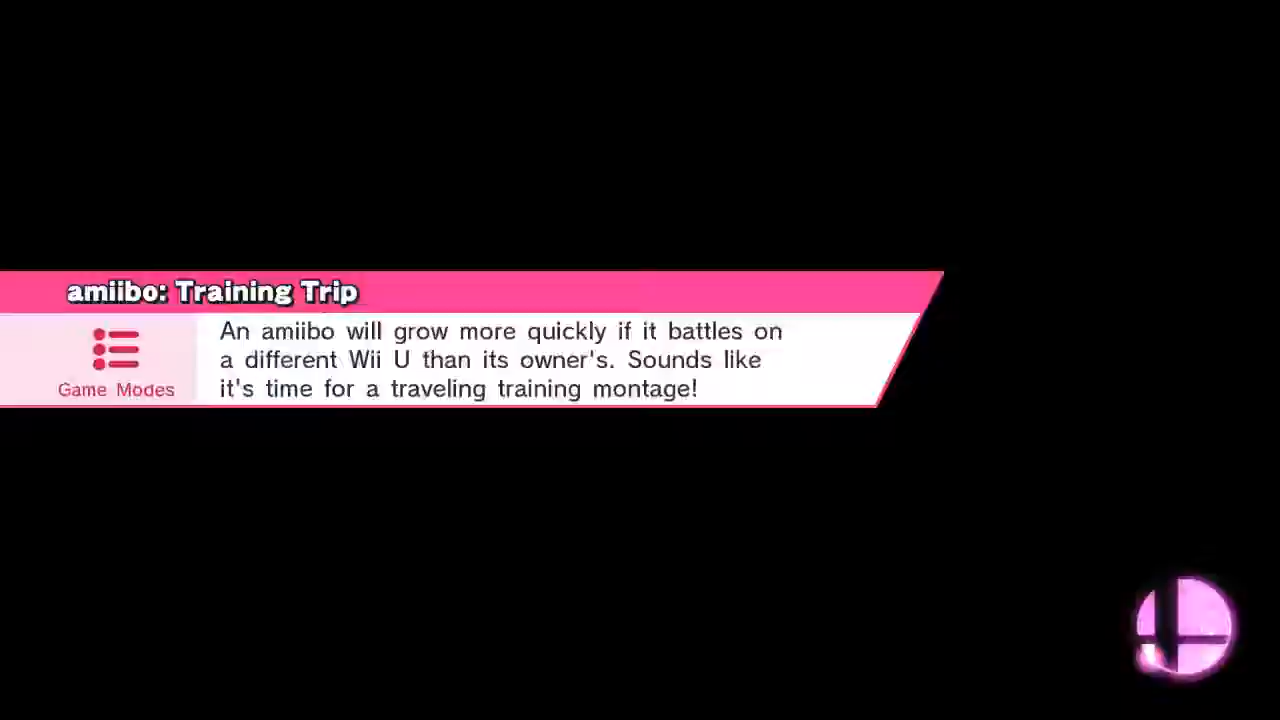 amiibo: Training Trip
An amiibo will grow more quickly if it battles on
a different Wii U than its owner's. Sounds like
it's time for a traveling training montage!
Game Modes